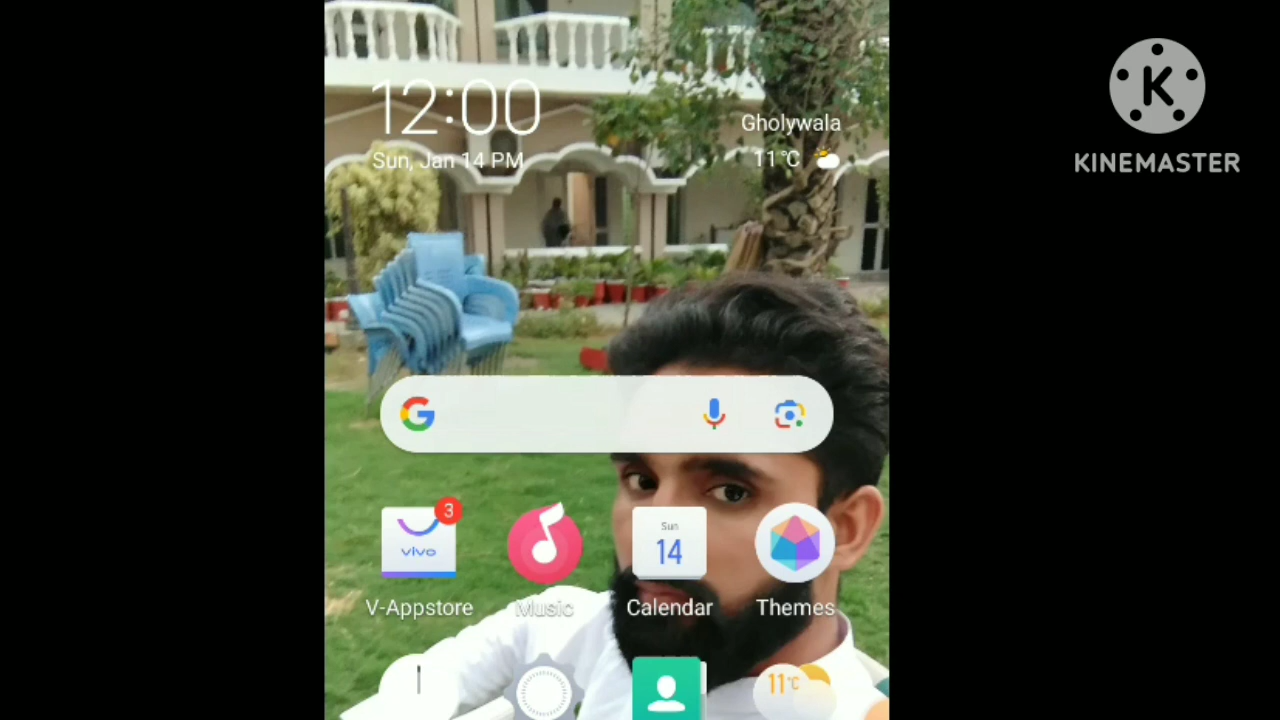 12:00
Sun, Jan 14 PM
Gholywala
11°C
K
KINEMASTER
G
3
vivo
Sun
14
V-Appstore
Music
Calendar
Themes
11°C